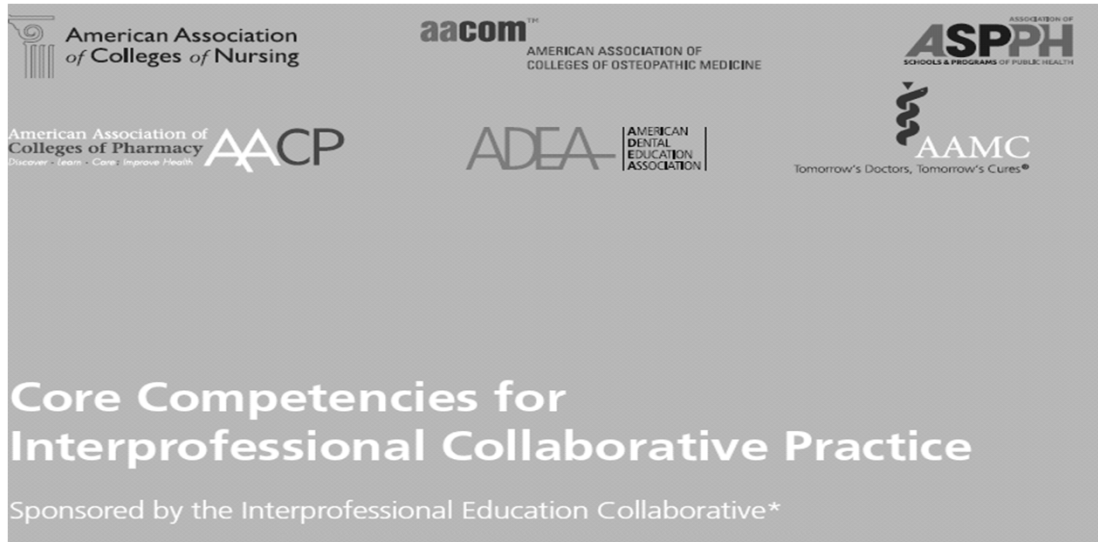 American Association
of Colleges of Nursing
aacom™
AMERICAN ASSOCIATION OF
COLLEGES OF OSTEOPATHIC MEDICINE
ASSOCIATION OF
ASPPH
SCHOOLS & PROGRAMS OF PUBLIC HEALTH
American Association of
Colleges of Pharmacy
Discover · Learn · Care: Improve Health
AACP
ADEA
AMERICAN
DENTAL
EDUCATION
ASSOCIATION
AAMC
Tomorrow's Doctors, Tomorrow's Cures®
Core Competencies for
Interprofessional Collaborative Practice
Sponsored by the Interprofessional Education Collaborative*